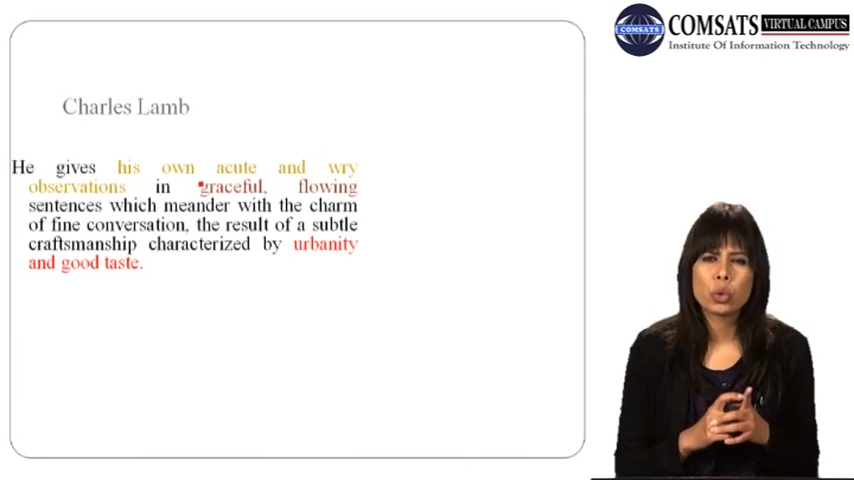 COMSATS VIRTUAL CAMPUS
COMSATS
Institute Of Information Technology
Charles Lamb
He gives his own acute and wry
observations in graceful, flowing
sentences which meander with the charm
of fine conversation, the result of a subtle
craftsmanship characterized by urbanity
and good taste.